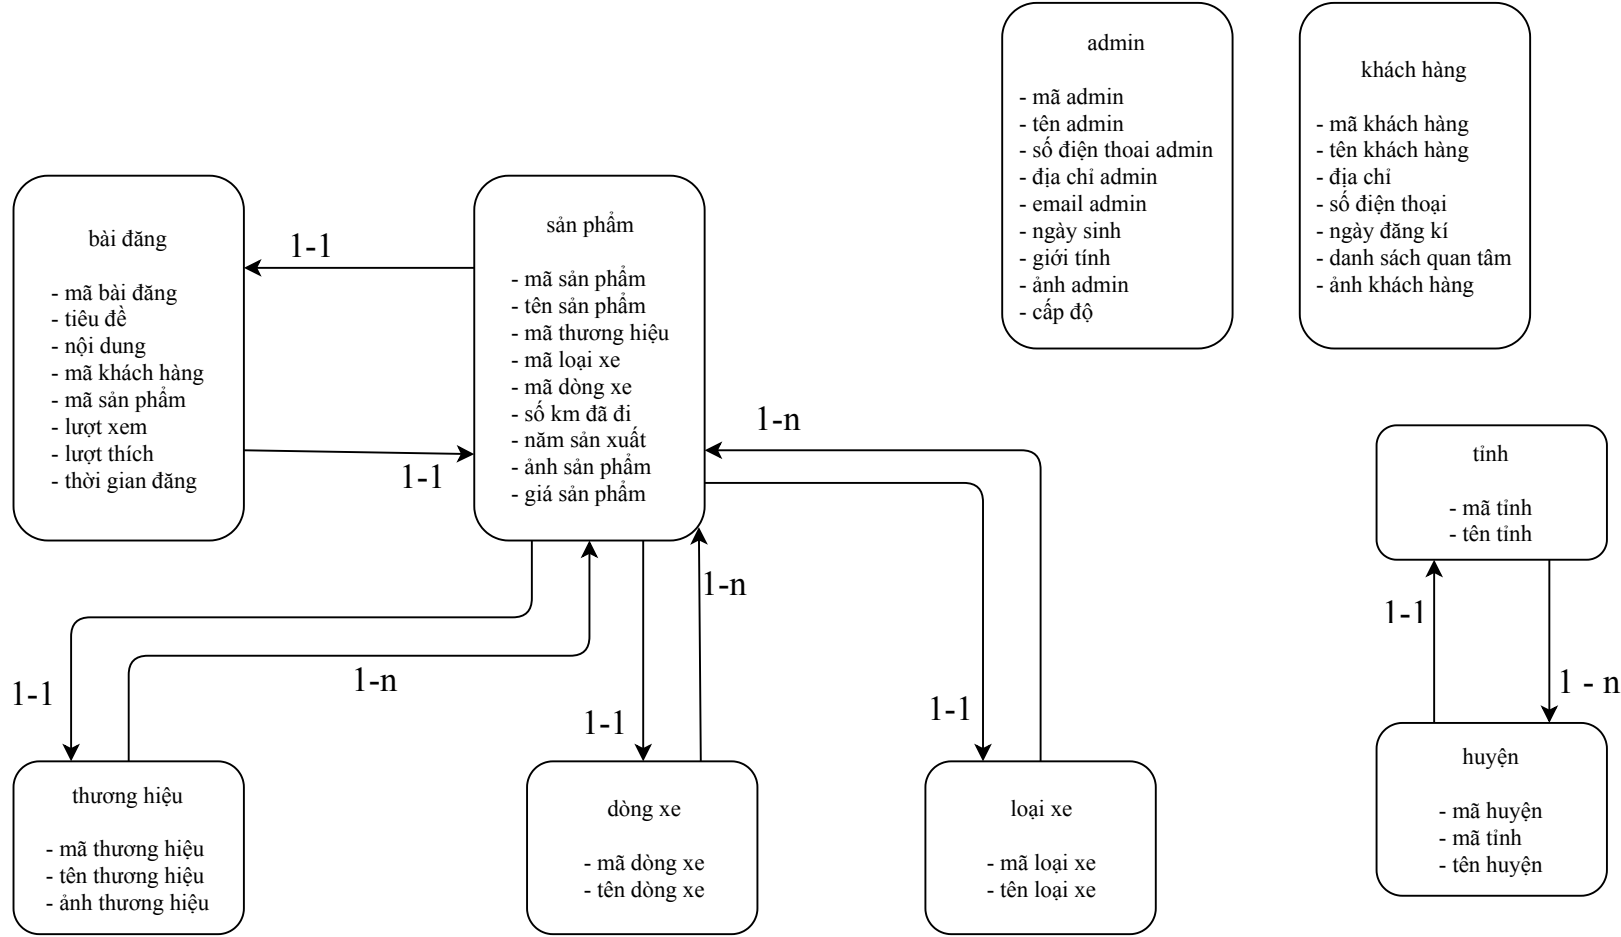 admin
- mã admin
- tên admin
- số điện thoai admin
- địa chỉ admin
- email admin
- ngày sinh
- giới tính
- ảnh admin
- cấp độ
khách hàng
- mã khách hàng
- tên khách hàng
- địa chỉ
- số điện thoại
- ngày đăng kí
- danh sách quan tâm
- ảnh khách hàng
bài đăng
- mã bài đăng
- tiêu đề
- nội dung
- mã khách hàng
- mã sản phẩm
- lượt xem
- lượt thích
- thời gian đăng
1-1
1-1
sản phẩm
- mã sản phẩm
- tên sản phẩm
- mã thương hiệu
- mã loại xe
- mã dòng xe
- số km đã đi
- năm sản xuất
- ảnh sản phẩm
- giá sản phẩm
1-n
tỉnh
- mã tỉnh
- tên tỉnh
1-n
1-1
1-1
1-n
1-1
1-1
1 - n
thương hiệu
- mã thương hiệu
- tên thương hiệu
- ảnh thương hiệu
dòng xe
- mã dòng xe
- tên dòng xe
loại xe
- mã loại xe
- tên loại xe
huyện
- mã huyện
- mã tỉnh
- tên huyện